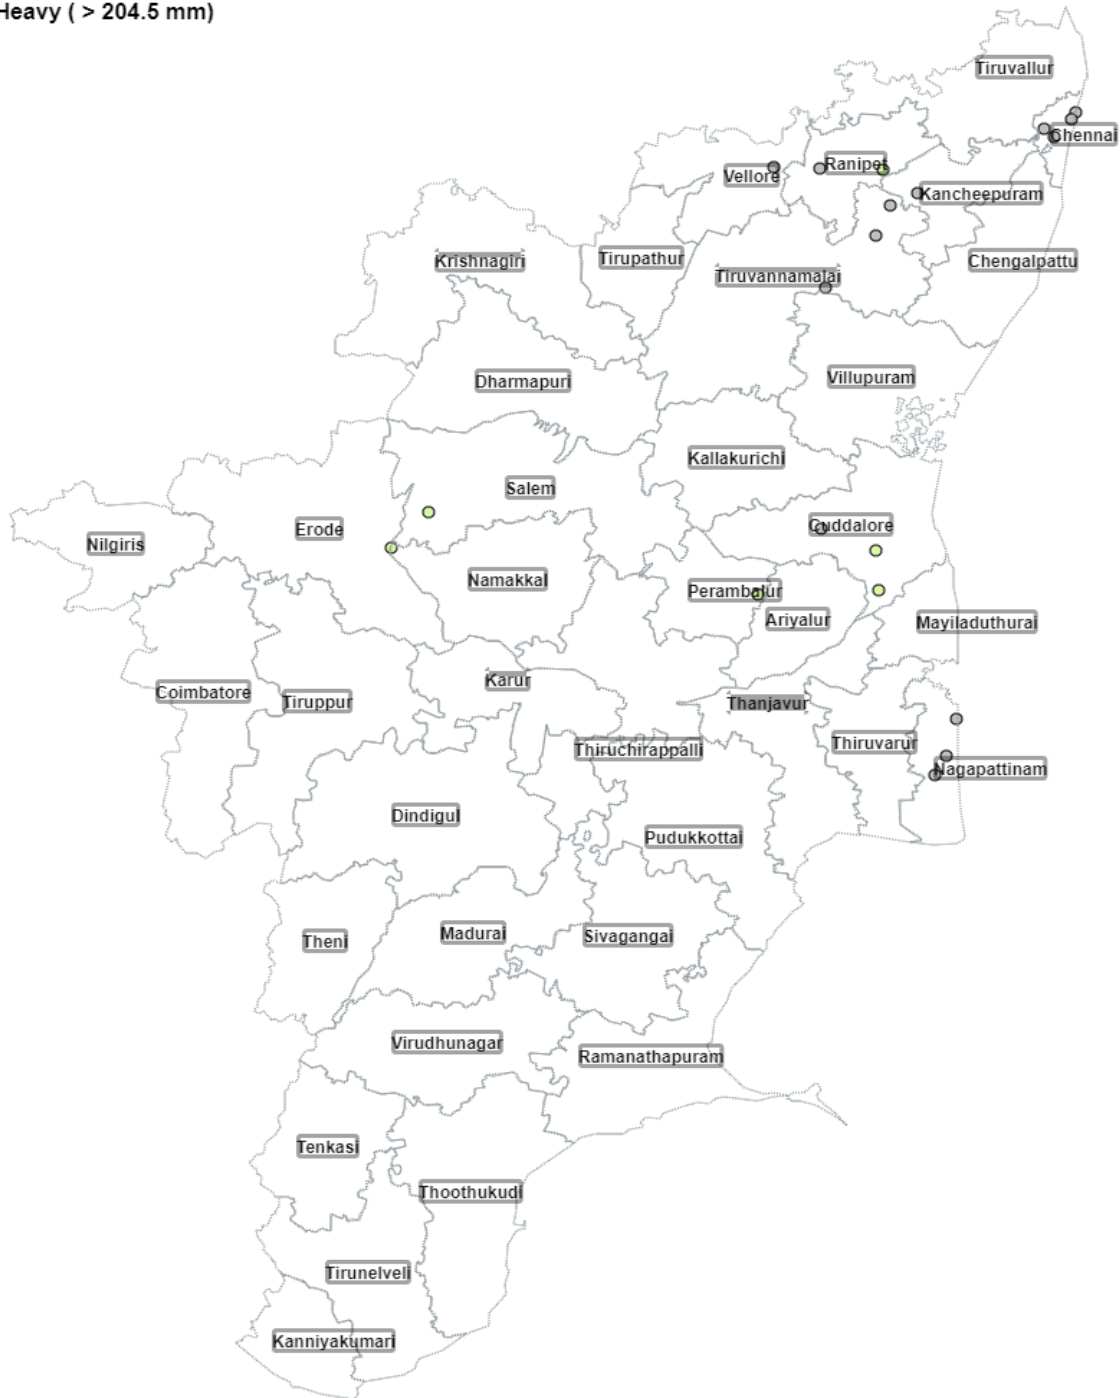 Heavy ( > 204.5 mm)
Tiruvallur
Chennai
Ranipet
Vellore
Kancheepuram
Krishnagiri
Tirupathur
Chengalpattu
Tiruvannamalai
Dharmapuri
Villupuram
Kallakurichi
Salem
Cuddalore
Erode
Nilgiris
Namakkal
Perambalur
Ariyalur
Mayiladuthurai
Karur
Coimbatore
Tiruppur
Thanjavur
Thiruvarur
Thiruchirappalli
Nagapattinam
Dindigul
Pudukkottai
Theni
Madurai
Sivagangai
Virudhunagar
Ramanathapuram
Tenkasi
Thoothukudi
Tirunelveli
Kanniyakumari